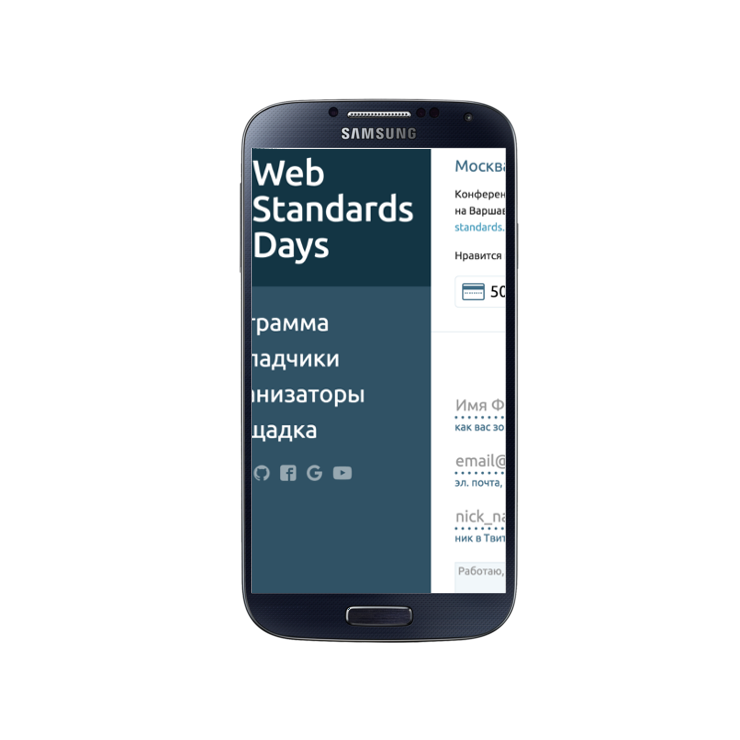 SAMSUNG
Web
Standards
Days
грамма
ладчики
низаторы
щадка
Москва
Конферен
на Варшав
standards.
Нравится
50
Имя Ф
как вас зо
email@
эл. почта,
nick_na
ник в Твит
Работаю,